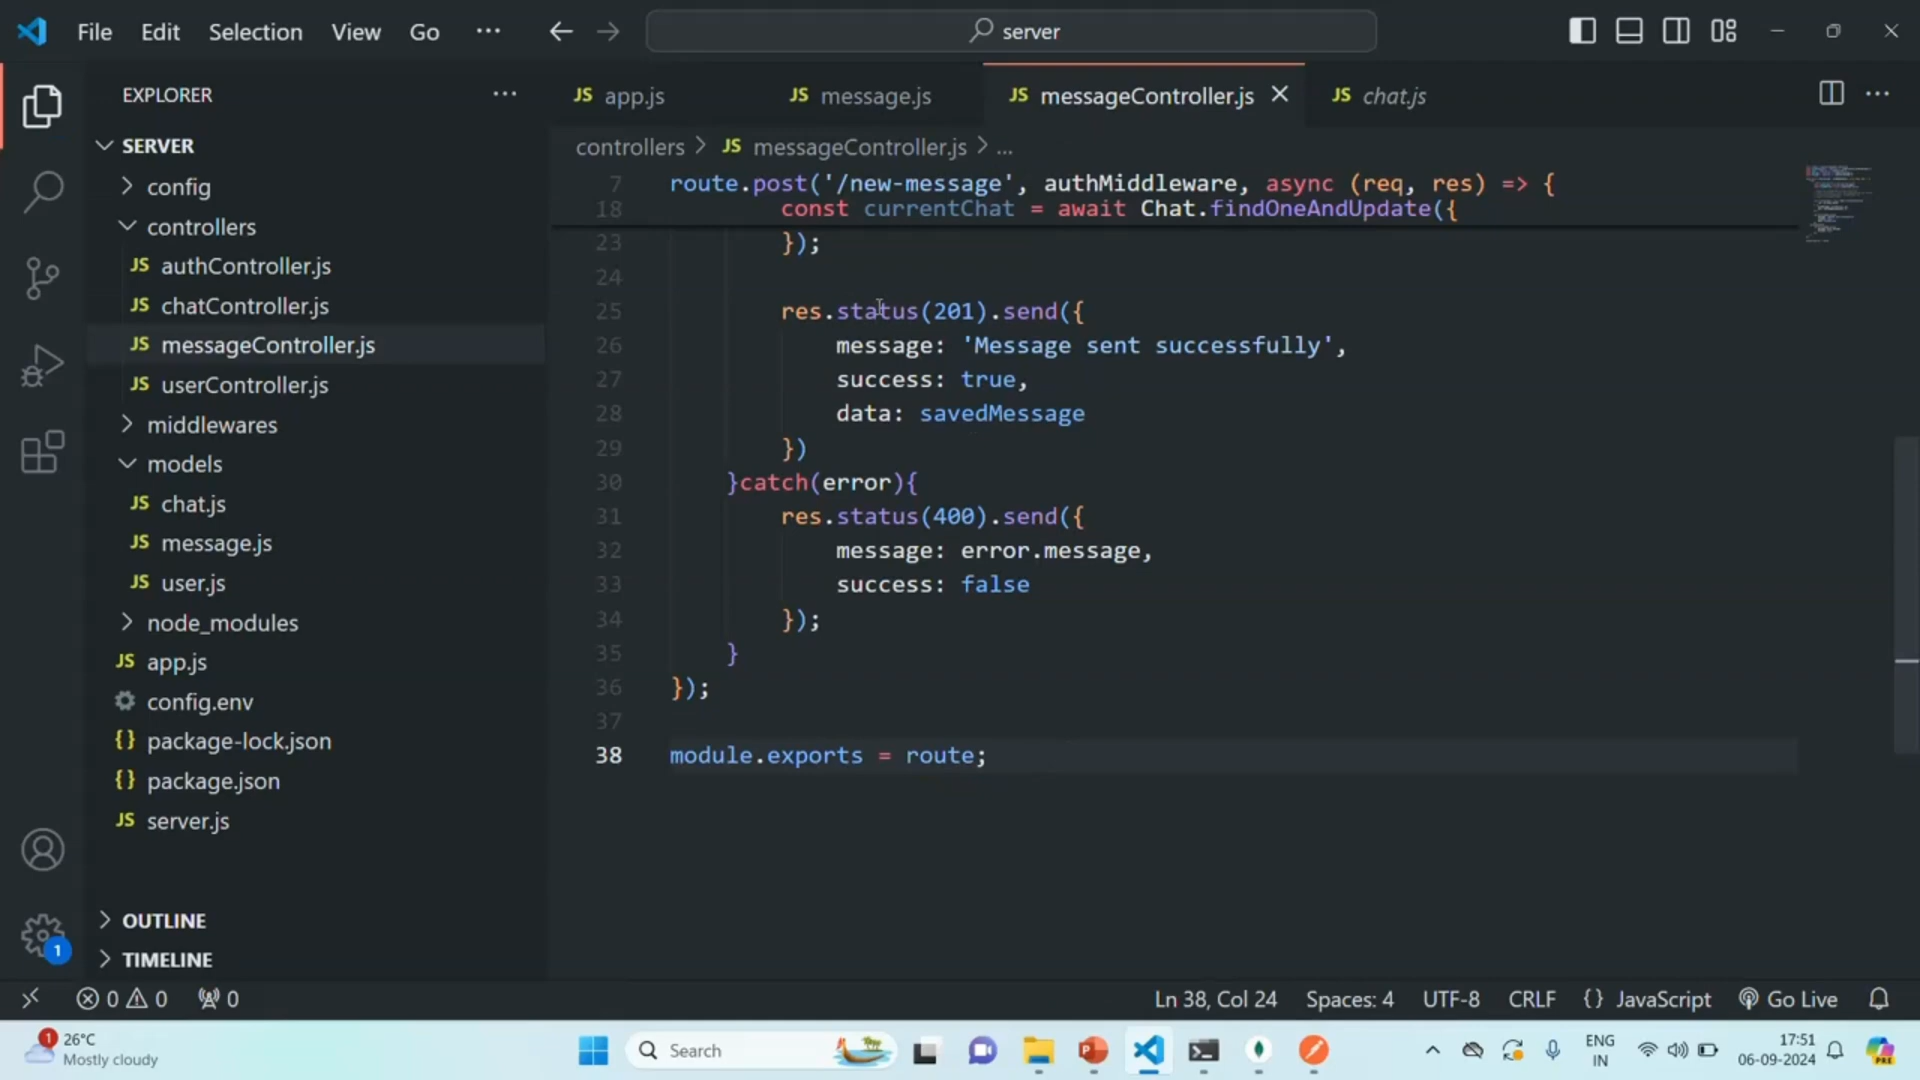 File Edit Selection View Go ··· server
EXPLORER ···
SERVER
config
controllers
JS authController.js
JS chatController.js
JS messageController.js
JS userController.js
middlewares
models
JS chat.js
JS message.js
JS user.js
node_modules
JS app.js
config.env
{} package-lock.json
{} package.json
JS server.js
OUTLINE
TIMELINE
JS app.js JS message.js JS messageController.js JS chat.js
controllers > JS messageController.js > ...
7 route.post('/new-message', authMiddleware, async (req, res) => {
18 const currentChat = await Chat.findOneAndUpdate({
23 });
24
25 res.status(201).send({
26 message: 'Message sent successfully',
27 success: true,
28 data: savedMessage
29 })
30 }catch(error){
31 res.status(400).send({
32 message: error.message,
33 success: false
34 });
35 }
36 });
37
38 module.exports = route;
1
0 0 0 Ln 38, Col 24 Spaces: 4 UTF-8 CRLF {} JavaScript Go Live
1 26°C
Mostly cloudy
Search
ENG
IN
17:51
06-09-2024
PRE